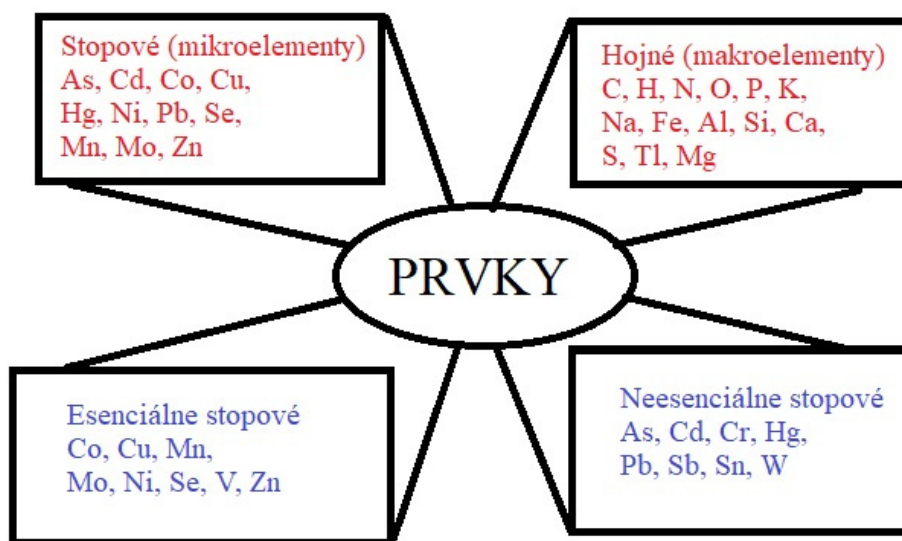 Stopové (mikroelementy)
As, Cd, Co, Cu,
Hg, Ni, Pb, Se,
Mn, Mo, Zn
Hojné (makroelementy)
C, H, N, O, P, K,
Na, Fe, Al, Si, Ca,
S, Tl, Mg
PRVKY
Esenciálne stopové
Co, Cu, Mn,
Mo, Ni, Se, V, Zn
Neesenciálne stopové
As, Cd, Cr, Hg,
Pb, Sb, Sn, W